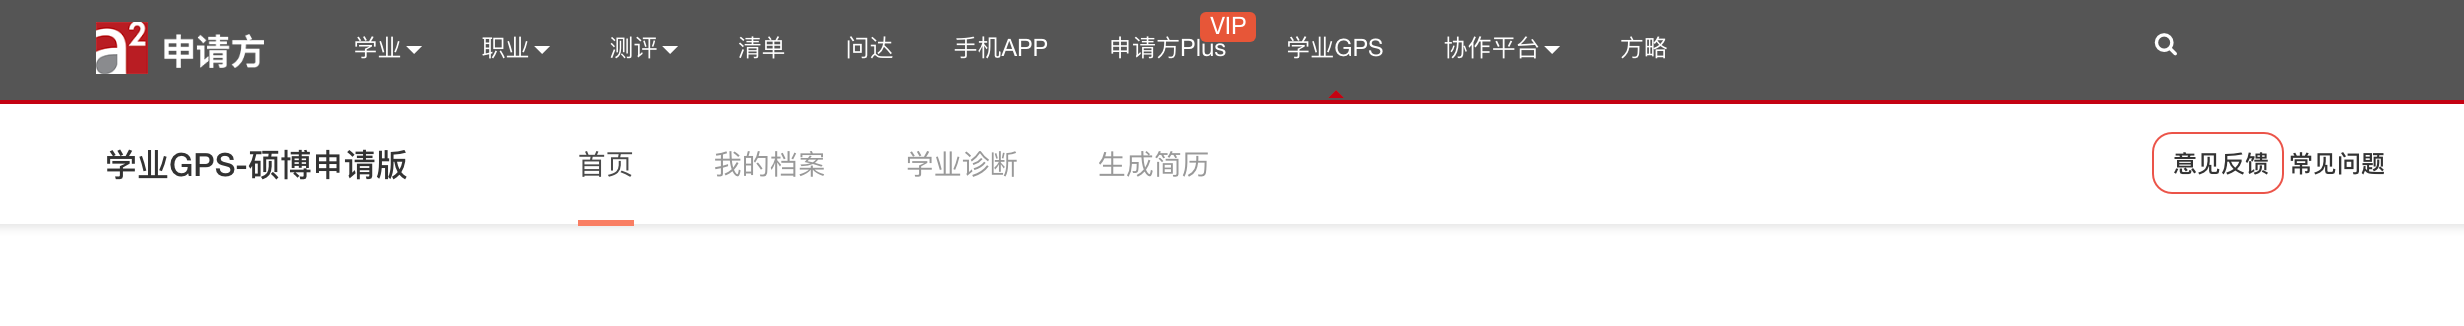 a2 申请方 学业 职业 测评 清单 问达 手机APP 申请方Plus VIP 学业GPS 协作平台 方略
学业GPS-硕博申请版 首页 我的档案 学业诊断 生成简历 意见反馈 常见问题